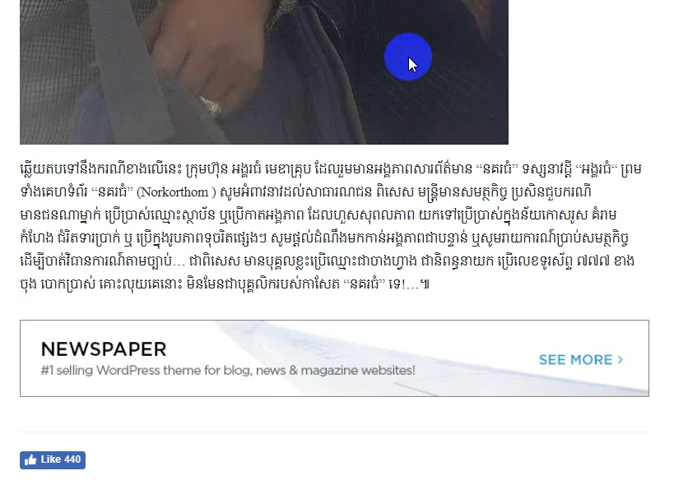 ឆ្លើយតបទៅនឹងករណីខាងលើនេះ ក្រុមហ៊ុន អង្គរធំ មេឌាគ្រុប ដែលរួមមានអង្គភាពសារព័ត៌មាន “នគរធំ” ទស្សនាវដ្ដី “អង្គរធំ“ ព្រម
ទាំងគេហទំព័រ “នគរធំ” (Norkorthom ) សូមអំពាវនាវដល់សាធារណជន ពិសេស មន្ត្រីមានសមត្ថកិច្ច ប្រសិនជួបករណី
មានជនណាម្នាក់ ប្រើប្រាស់ឈ្មោះស្ថាប័ន ឬប្រើកាតអង្គភាព ដែលហួសសុពលភាព យកទៅប្រើប្រាស់ក្នុងន័យកោសរូស គំរាម
កំហែង ជំរិតទារប្រាក់ ឬ ប្រើក្នុងរូបភាពទុច្ចរិតផ្សេងៗ សូមផ្ដល់ដំណឹងមកកាន់អង្គភាពជាបន្ទាន់ ឬសូមរាយការណ៍ប្រាប់សមត្ថកិច្ច
ដើម្បីចាត់វិធានការណ៍តាមច្បាប់… ជាពិសេស មានបុគ្គលខ្លះប្រើឈ្មោះជាចាងហ្វាង ជានិពន្ធនាយក ប្រើលេខទូរស័ព្ទ ៧៧៧ ខាង
ចុង បោកប្រាស់ គោះលុយគេនោះ មិនមែនជាបុគ្គលិករបស់កាសែត “នគរធំ” ទេ!…៕
NEWSPAPER
#1 selling WordPress theme for blog, news & magazine websites!
SEE MORE >
Like 440